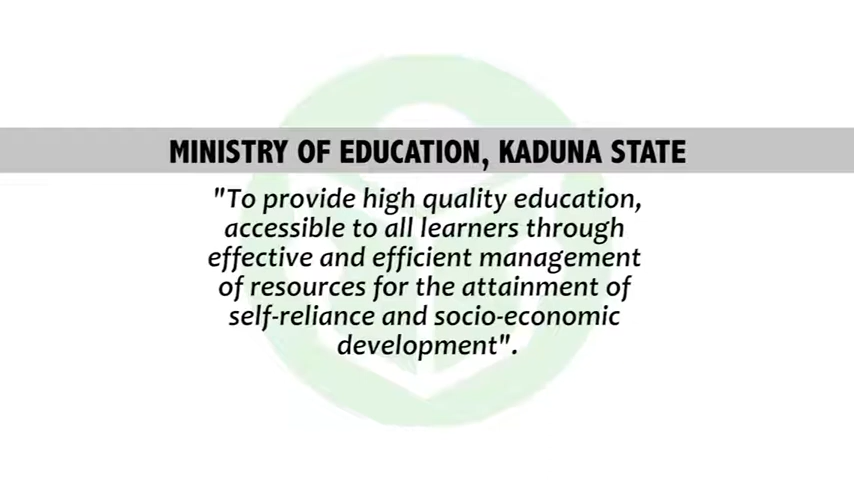 MINISTRY OF EDUCATION, KADUNA STATE
"To provide high quality education,
accessible to all learners through
effective and efficient management
of resources for the attainment of
self-reliance and socio-economic
development".